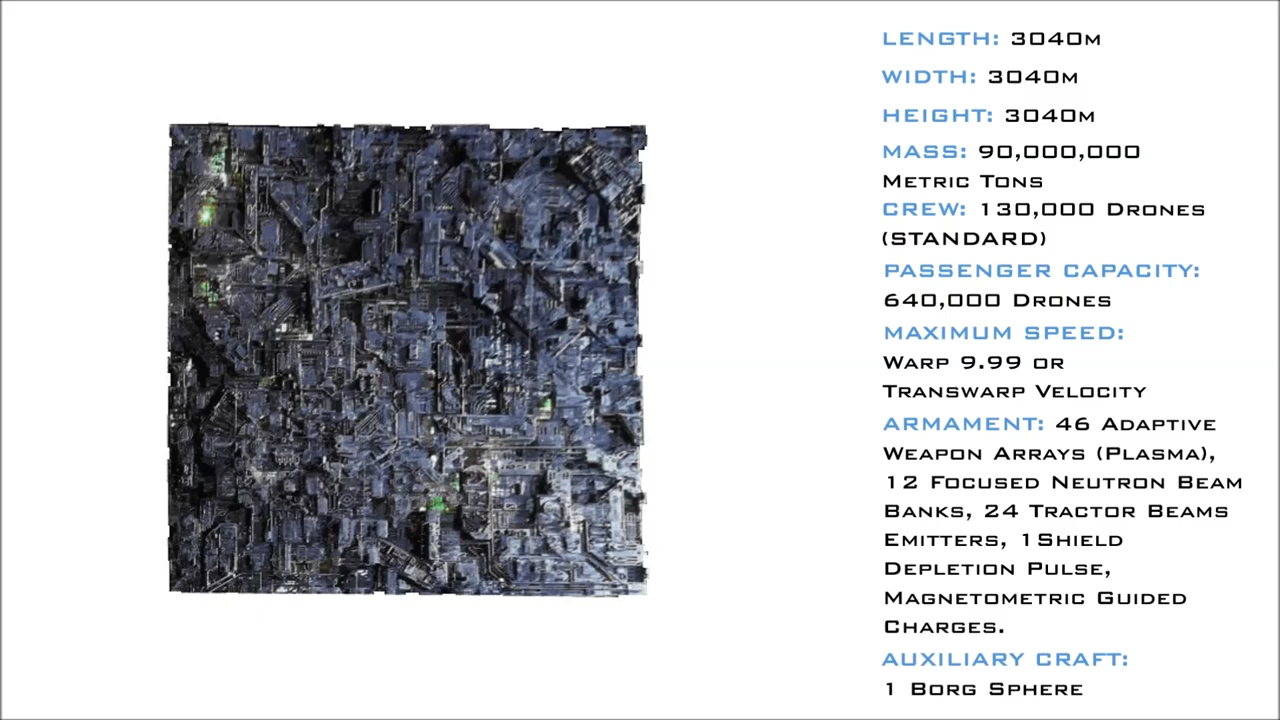 LENGTH: 3040M
WIDTH: 3040M
HEIGHT: 3040M
MASS: 90,000,000
METRIC TONS
CREW: 130,000 DRONES
(STANDARD)
PASSENGER CAPACITY:
640,000 DRONES
MAXIMUM SPEED:
WARP 9.99 OR
TRANSWARP VELOCITY
ARMAMENT: 46 ADAPTIVE
WEAPON ARRAYS (PLASMA),
12 FOCUSED NEUTRON BEAM
BANKS, 24 TRACTOR BEAMS
EMITTERS, 1 SHIELD
DEPLETION PULSE,
MAGNETOMETRIC GUIDED
CHARGES.
AUXILIARY CRAFT:
1 BORG SPHERE